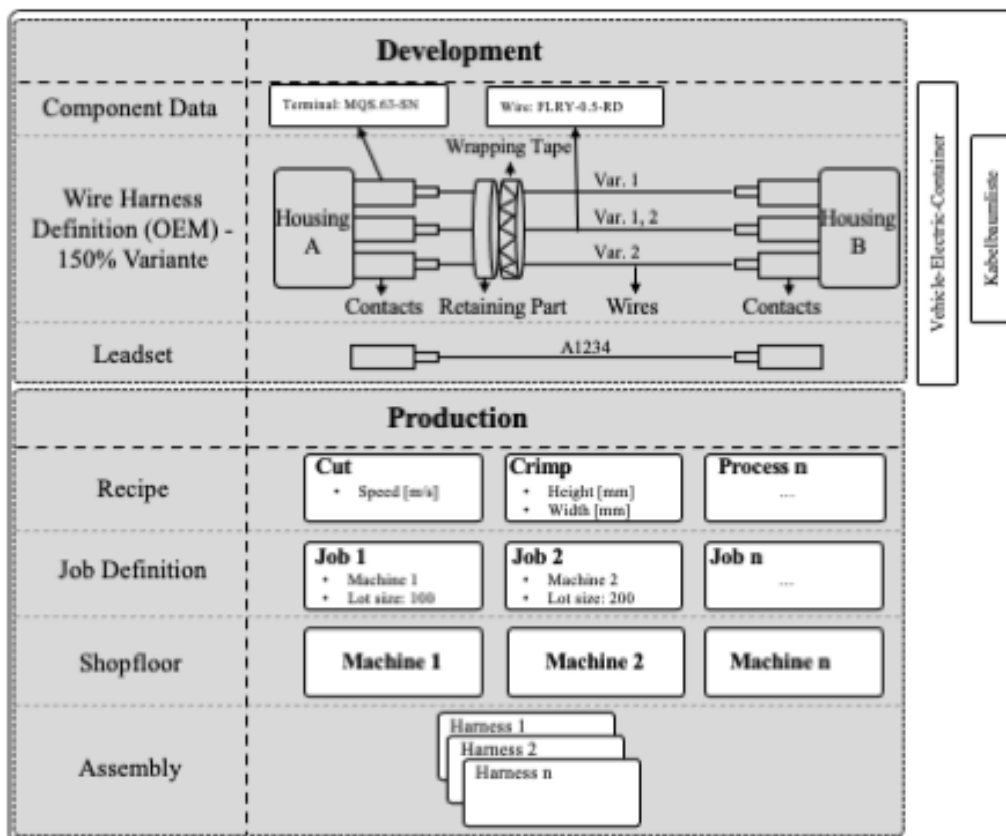 Development
Component Data
Terminal: MQS.63-SN
Wire: FLRY-0.5-RD
Wire Harness
Definition (OEM) -
150% Variante
Wrapping Tape
Housing
A
Var. 1
Var. 1, 2
Var. 2
Housing
B
Contacts
Retaining Part
Wires
Contacts
Leadset
A1234
Vehicle-Electric-Container
Kabelbaumliste
Production
Recipe
Cut
• Speed [m/s]
Crimp
• Height [mm]
• Width [mm]
Process n
...
Job Definition
Job 1
• Machine 1
• Lot size: 100
Job 2
• Machine 2
• Lot size: 200
Job n
...
Shopfloor
Machine 1
Machine 2
Machine n
Assembly
Harness 1
Harness 2
Harness n